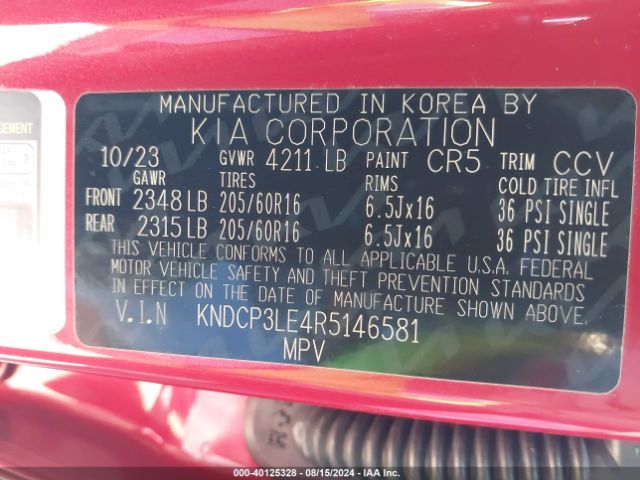 MANUFACTURED IN KOREA BY
KIA CORPORATION
10/23 GVWR 4211 LB PAINT CR5 TRIM CCV
GAWR TIRES RIMS COLD TIRE INFL
FRONT 2348 LB 205/60R16 6.5Jx16 36 PSI SINGLE
REAR 2315 LB 205/60R16 6.5Jx16 36 PSI SINGLE
THIS VEHICLE CONFORMS TO ALL APPLICABLE U.S.A. FEDERAL
MOTOR VEHICLE SAFETY AND THEFT PREVENTION STANDARDS
IN EFFECT ON THE DATE OF MANUFACTURE SHOWN ABOVE.
V.I.N KNDCP3LE4R5146581
MPV
000-40125328 - 08/15/2024 - IAA Inc.